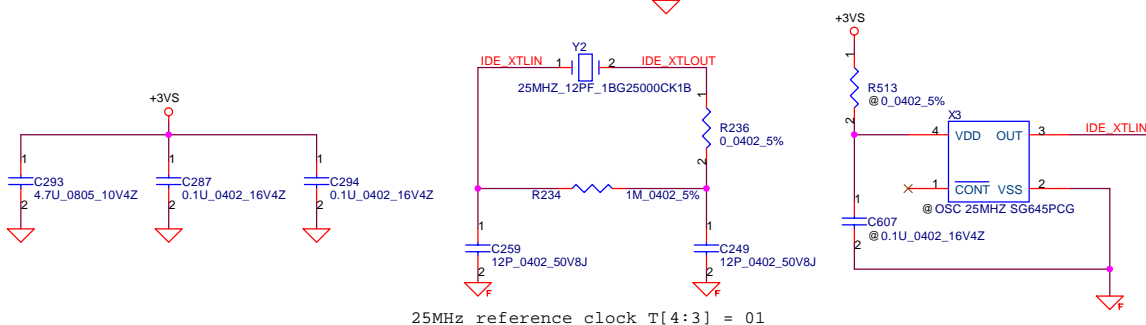 +3VS
1
C293
4.7U_0805_10V4Z
2
1
C287
0.1U_0402_16V4Z
2
1
C294
0.1U_0402_16V4Z
2
Y2
IDE_XTLIN 1 2 IDE_XTLOUT
25MHZ_12PF_1BG25000CK1B
1
R236
0_0402_5%
2
R234 1M_0402_5%
1
C259
12P_0402_50V8J
2
F
1
C249
12P_0402_50V8J
2
F
25MHz reference clock T[4:3] = 01
+3VS
1
R513
@0_0402_5%
2
X3
4 VDD OUT 3 IDE_XTLIN
1 CONT VSS 2
@OSC 25MHZ SG645PCG
1
C607
@0.1U_0402_16V4Z
2
F